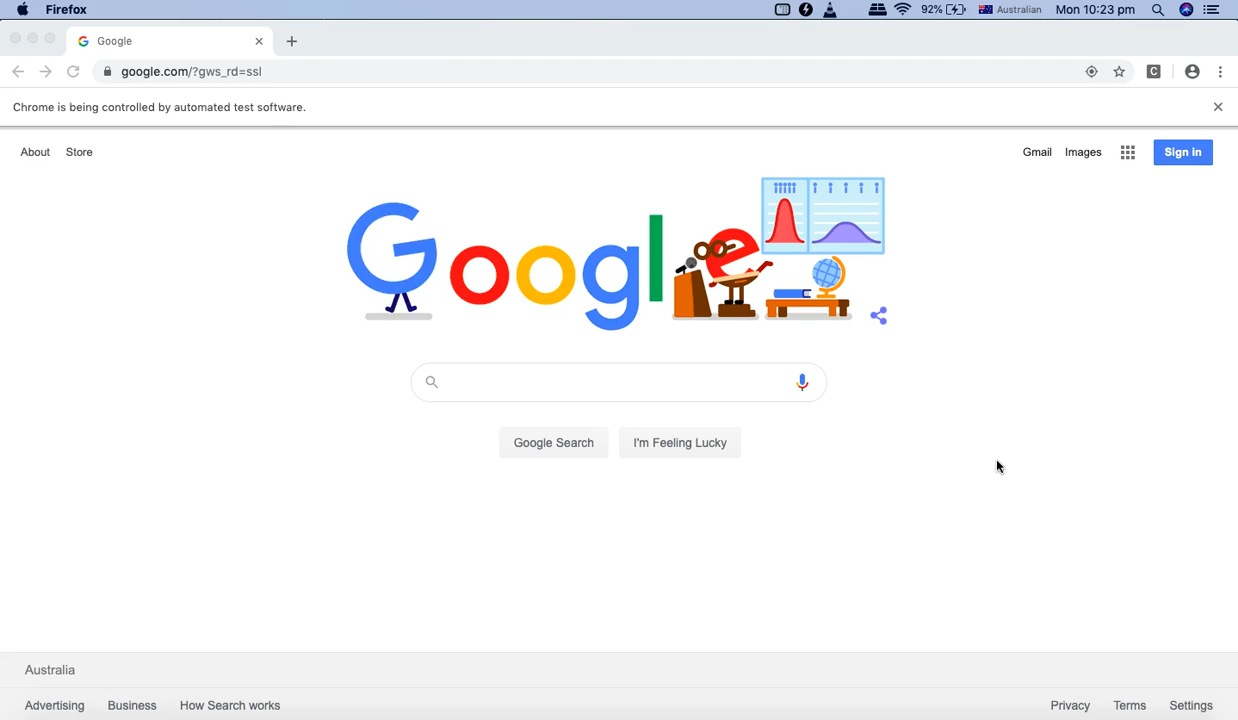 Firefox 92% Australian Mon 10:23 pm
Google
google.com/?gws_rd=ssl C
Chrome is being controlled by automated test software.
About Store Gmail Images Sign in
Google
Google Search I'm Feeling Lucky
Australia
Advertising Business How Search works Privacy Terms Settings